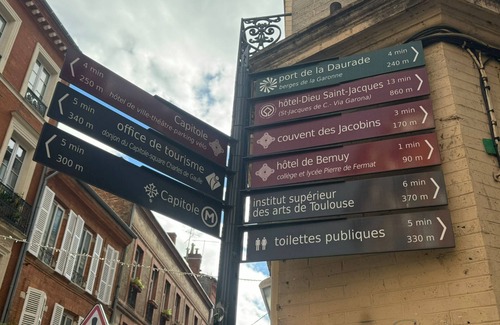 4 min
250 m
Capitole
hôtel de ville-théâtre-parking vélo
5 min
340 m
office de tourisme
donjon du Capitole-square Charles de Gaulle
5 min
300 m
Capitole M
port de la Daurade
berges de la Garonne
4 min
240 m
hôtel-Dieu Saint-Jacques
(St-Jacques de C. - Via Garona)
13 min
860 m
couvent des Jacobins
3 min
170 m
hôtel de Bernuy
collège et lycée Pierre de Fermat
1 min
90 m
institut supérieur
des arts de Toulouse
6 min
370 m
toilettes publiques
5 min
330 m